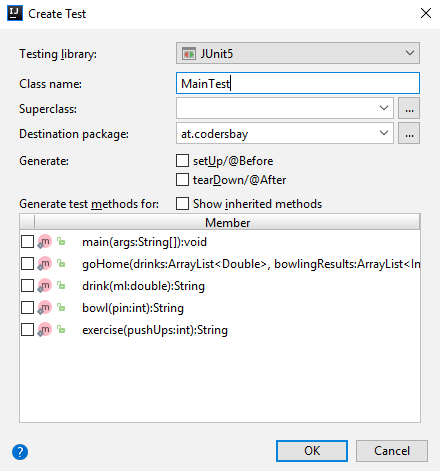 IJ Create Test
Testing library: JUnit5
Class name: MainTest
Superclass: ...
Destination package: at.codersbay ...
Generate: setUp/@Before
tearDown/@After
Generate test methods for: Show inherited methods
Member
m main(args:String[]):void
m goHome(drinks:ArrayList<Double>, bowlingResults:ArrayList<In
m drink(ml:double):String
m bowl(pin:int):String
m exercise(pushUps:int):String
? OK Cancel